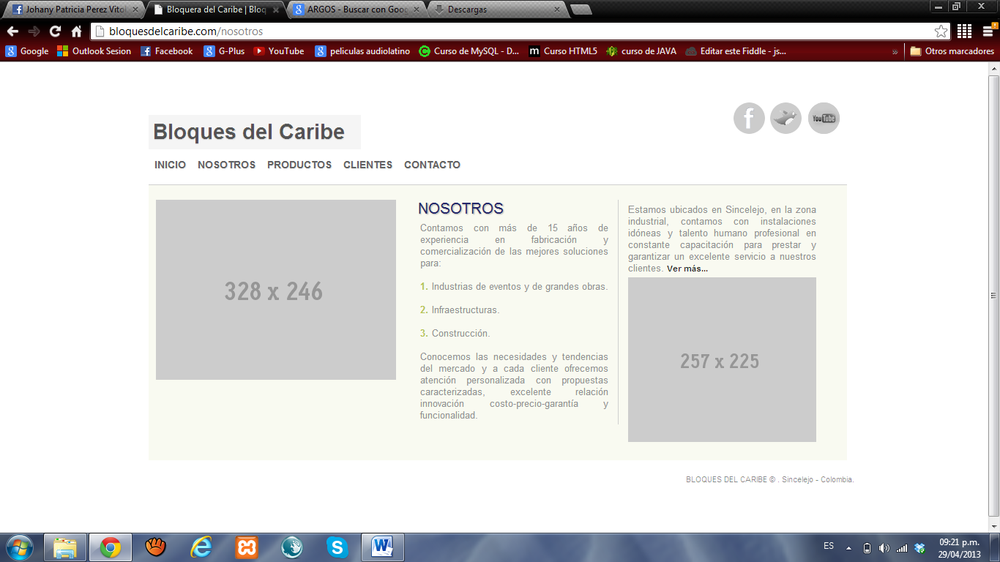 Johany Patricia Perez Vitol
Bloquera del Caribe | Bloq
ARGOS - Buscar con Goog
Descargas
bloquesdelcaribe.com/nosotros
Google
Outlook Sesion
Facebook
G-Plus
YouTube
peliculas audiolatino
Curso de MySQL - D...
Curso HTML5
curso de JAVA
Editar este Fiddle - js...
»
Otros marcadores
Bloques del Caribe
You Tube
INICIO NOSOTROS PRODUCTOS CLIENTES CONTACTO
328 x 246
NOSOTROS
Contamos con más de 15 años de
experiencia en fabricación y
comercialización de las mejores soluciones
para:
1. Industrias de eventos y de grandes obras.
2. Infraestructuras.
3. Construcción.
Conocemos las necesidades y tendencias
del mercado y a cada cliente ofrecemos
atención personalizada con propuestas
caracterizadas, excelente relación
innovación costo-precio-garantía y
funcionalidad.
Estamos ubicados en Sincelejo, en la zona
industrial, contamos con instalaciones
idóneas y talento humano profesional en
constante capacitación para prestar y
garantizar un excelente servicio a nuestros
clientes. Ver más...
257 x 225
BLOQUES DEL CARIBE © . Sincelejo - Colombia.
ES
09:21 p.m.
29/04/2013